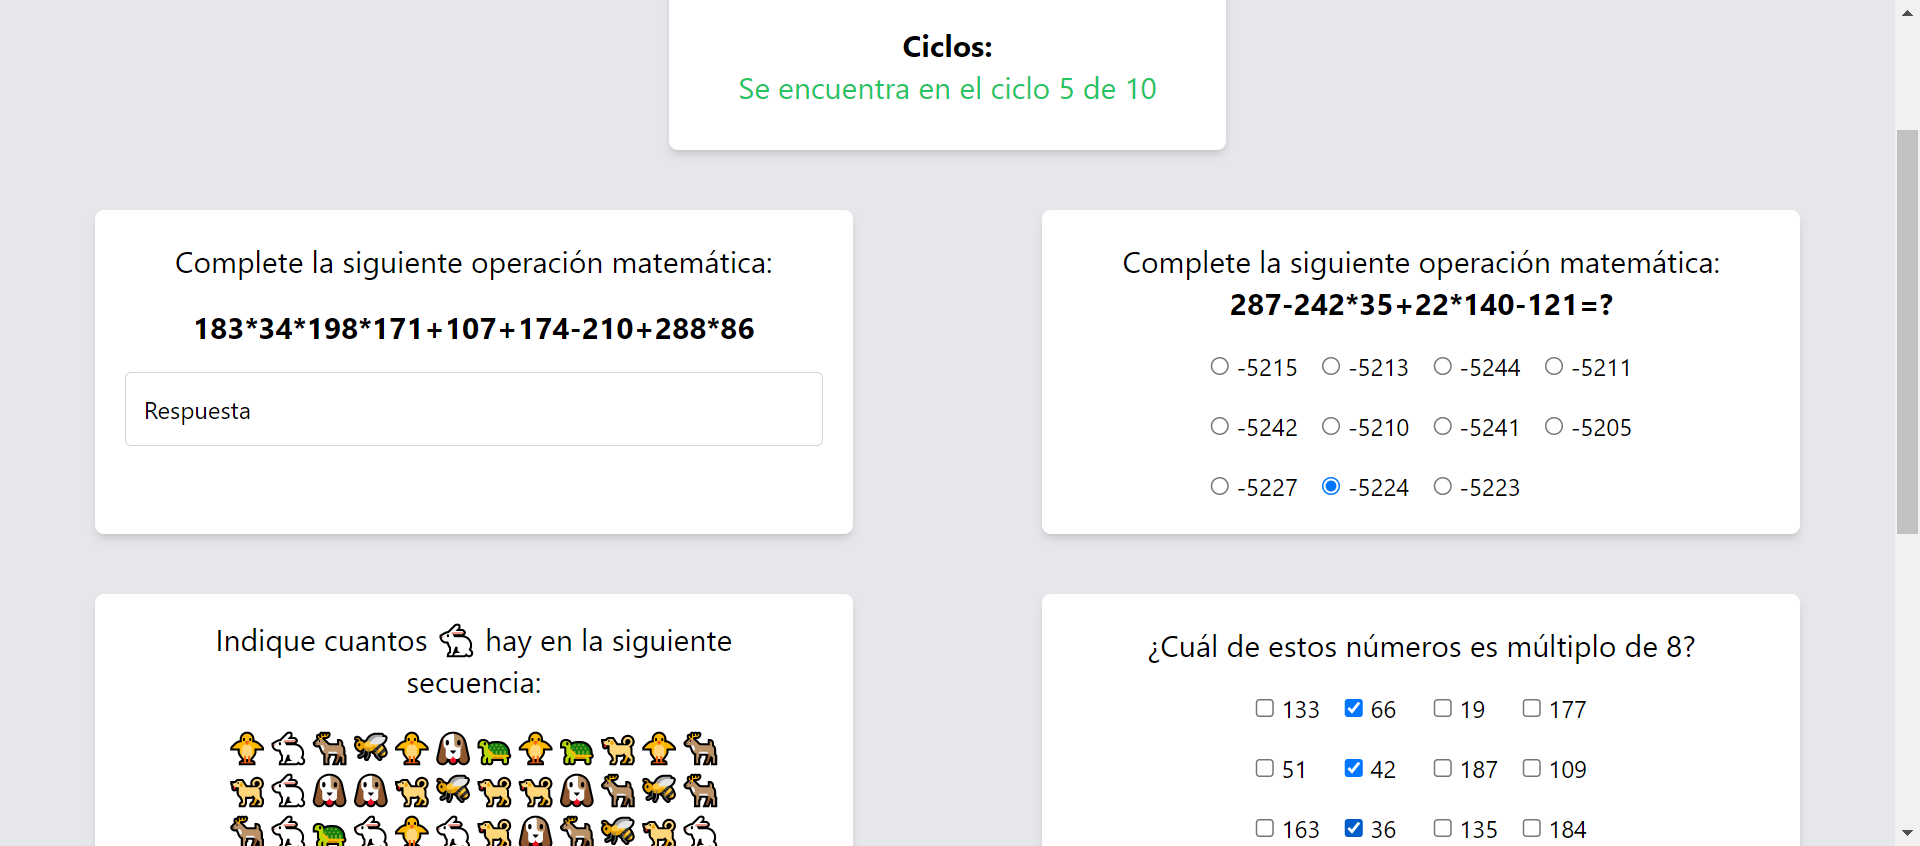 Ciclos:
Se encuentra en el ciclo 5 de 10
Complete la siguiente operación matemática:
183*34*198*171+107+174-210+288*86
Respuesta
Complete la siguiente operación matemática:
287-242*35+22*140-121=?
-5215 -5213 -5244 -5211
-5242 -5210 -5241 -5205
-5227 -5224 -5223
Indique cuantos 🐇 hay en la siguiente
secuencia:
¿Cuál de estos números es múltiplo de 8?
133 66 19 177
51 42 187 109
163 36 135 184